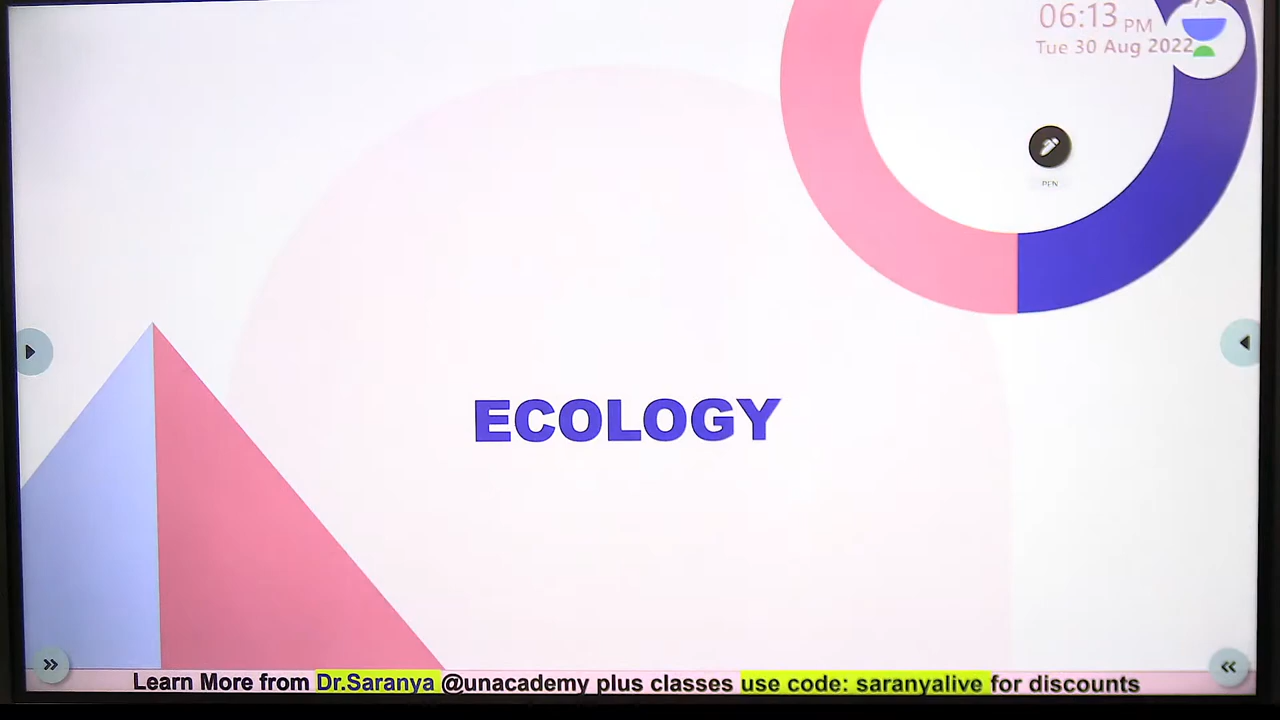 06:13 PM
Tue 30 Aug 2022
PEN
ECOLOGY
Learn More from Dr.Saranya @unacademy plus classes use code: saranyalive for discounts